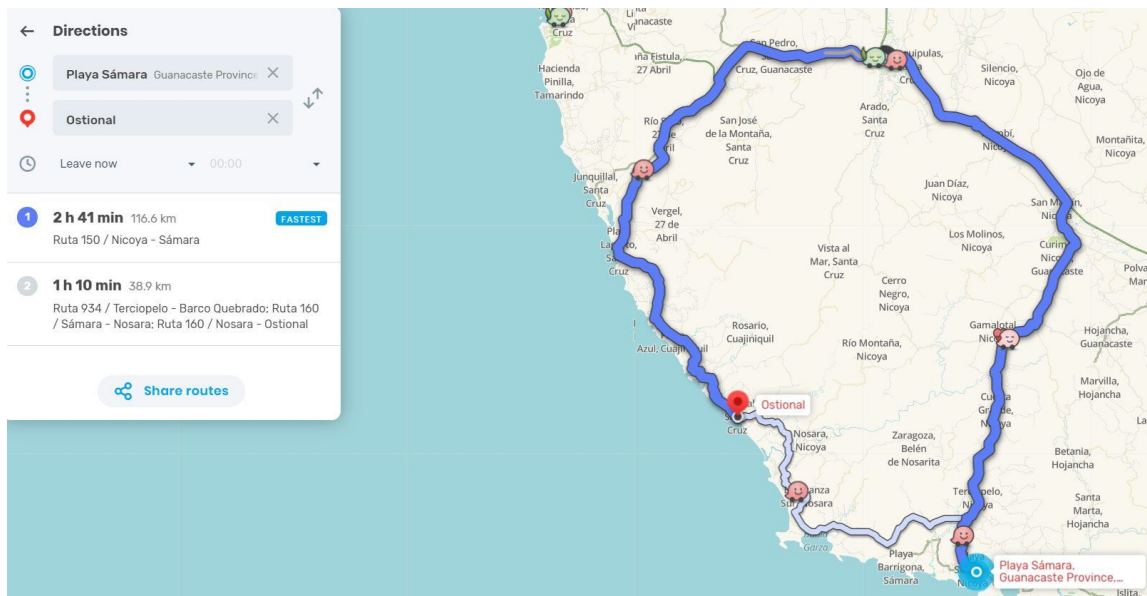 Directions
Playa Sámara Guanacaste Province
Ostional
Leave now 00:00
1 2 h 41 min 116.6 km FASTEST
Ruta 150 / Nicoya - Sámara
2 1 h 10 min 38.9 km
Ruta 934 / Terciopelo - Barco Quebrado; Ruta 160
/ Sámara - Nosara; Ruta 160 / Nosara - Ostional
Share routes
Cruz
Hacienda
Pinilla,
Tamarindo
27 Abril
San Pedro,
Cruz, Guanacaste
Silencio,
Nicoya
Ojo de
Agua,
Nicoya
Arado,
Santa
Cruz
San José
de la Montaña,
Santa
Cruz
Montañita,
Junquillal,
Santa
Cruz
Juan Díaz,
Nicoya
Vergel,
27 de
Abril
Los Molinos,
Nicoya
Vista al
Mar, Santa
Cruz
Cerro
Negro,
Nicoya
Rosario,
Cuajiniquil
Río Montaña,
Nicoya
Hojancha,
Guanacaste
Marvilla,
Hojancha
Ostional
Cruz
Nosara,
Nicoya
Zaragoza,
Belén
de Nosarita
Betania,
Hojancha
Santa
Marta,
Hojancha
Garza
Playa
Barrigona,
Sámara
Playa Sámara,
Guanacaste Province,...
Islita,